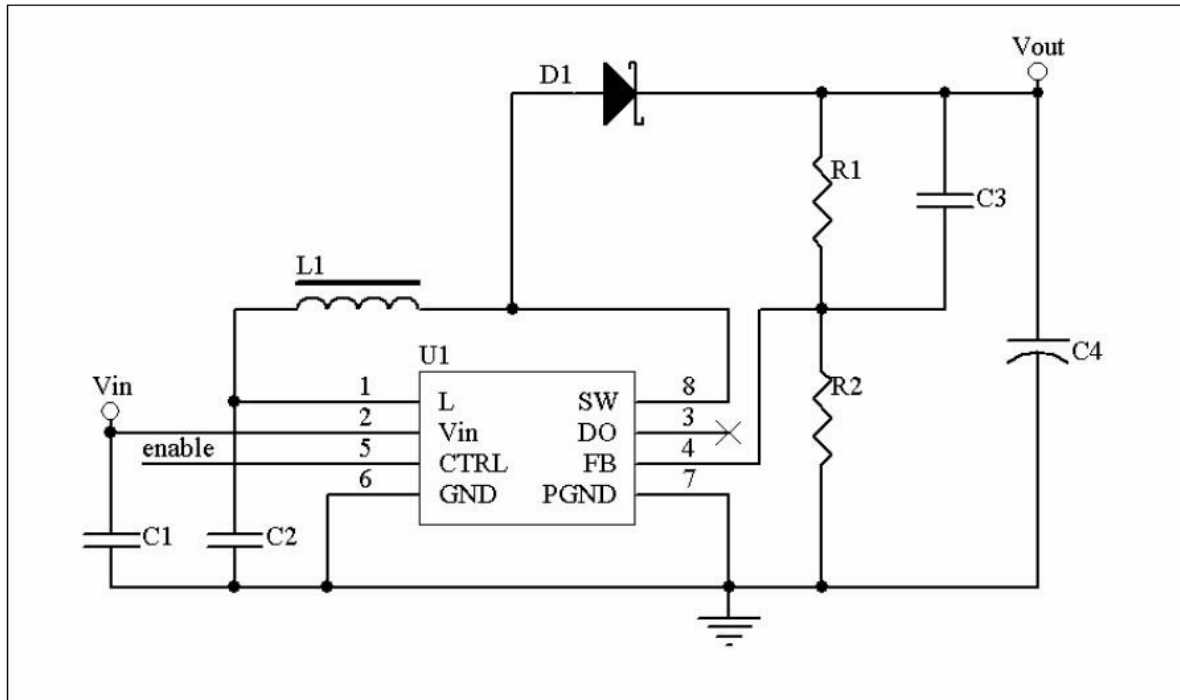 Vout
D1
R1
C3
L1
C4
U1
Vin
1
L
SW
8
R2
2
Vin
DO
3
enable
5
CTRL
FB
4
6
GND
PGND
7
C1
C2